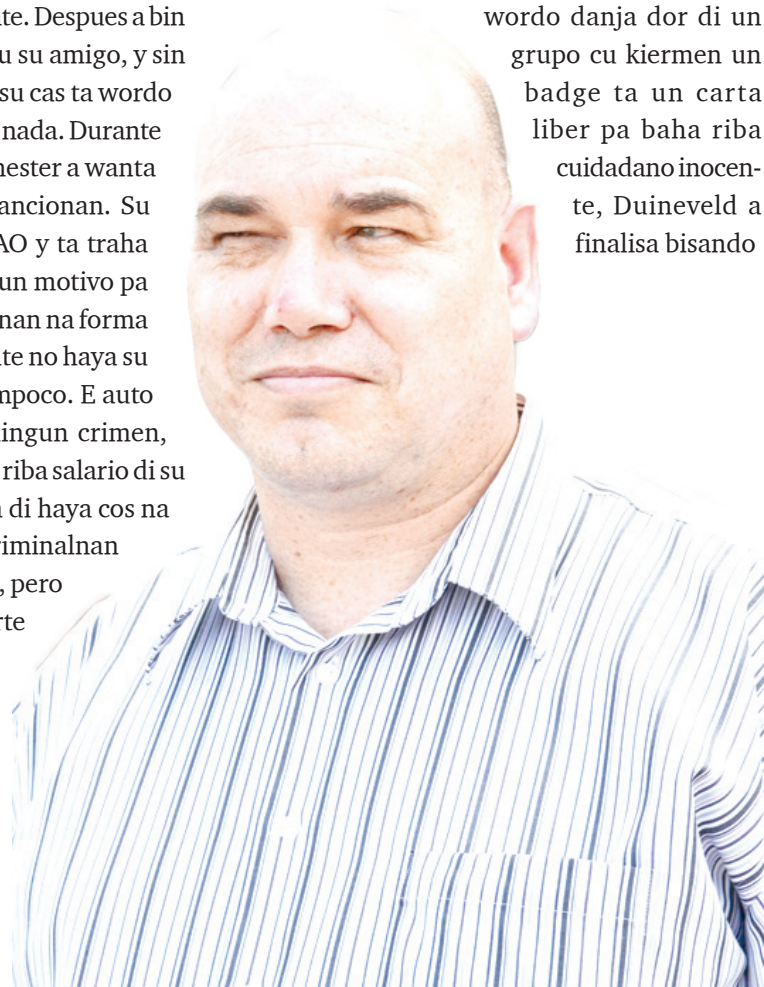 te. Despues a bin
u su amigo, y sin
su cas ta wordo
nada. Durante
mester a wanta
ancionan. Su
AO y ta traha
un motivo pa
nan na forma
te no haya su
mpoco. E auto
ingun crimen,
riba salario di su
di haya cos na
riminalnan
, pero
rte
wordo danja dor di un
grupo cu kiermen un
badge ta un carta
liber pa baha riba
cuidadano inocen-
te, Duineveld a
finalisa bisando